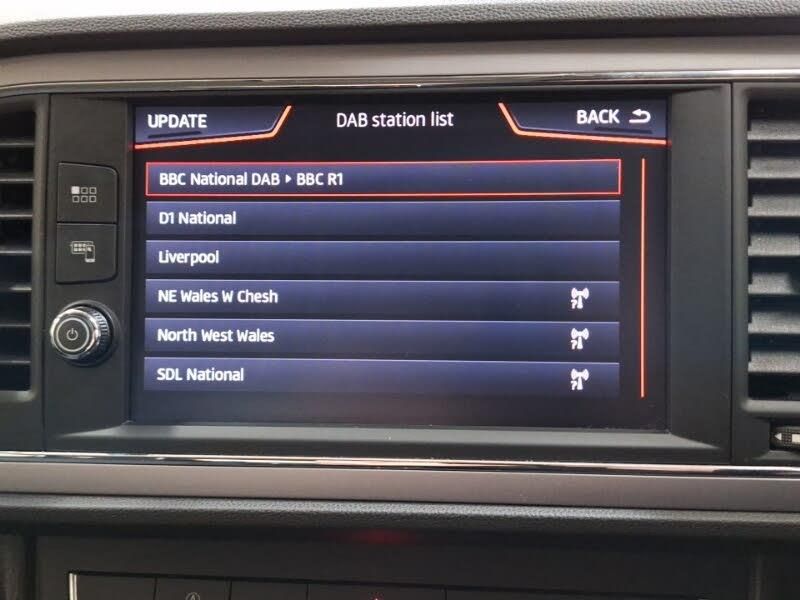 UPDATE DAB station list BACK
BBC National DAB ▸ BBC R1
D1 National
Liverpool
NE Wales W Chesh
North West Wales
SDL National